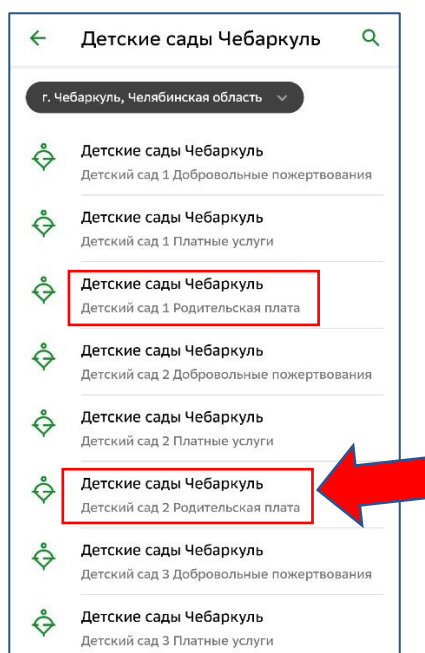 Детские сады Чебаркуль
г. Чебаркуль, Челябинская область
Детские сады Чебаркуль
Детский сад 1 Добровольные пожертвования
Детские сады Чебаркуль
Детский сад 1 Платные услуги
Детские сады Чебаркуль
Детский сад 1 Родительская плата
Детские сады Чебаркуль
Детский сад 2 Добровольные пожертвования
Детские сады Чебаркуль
Детский сад 2 Платные услуги
Детские сады Чебаркуль
Детский сад 2 Родительская плата
Детские сады Чебаркуль
Детский сад 3 Добровольные пожертвования
Детские сады Чебаркуль
Детский сад 3 Платные услуги